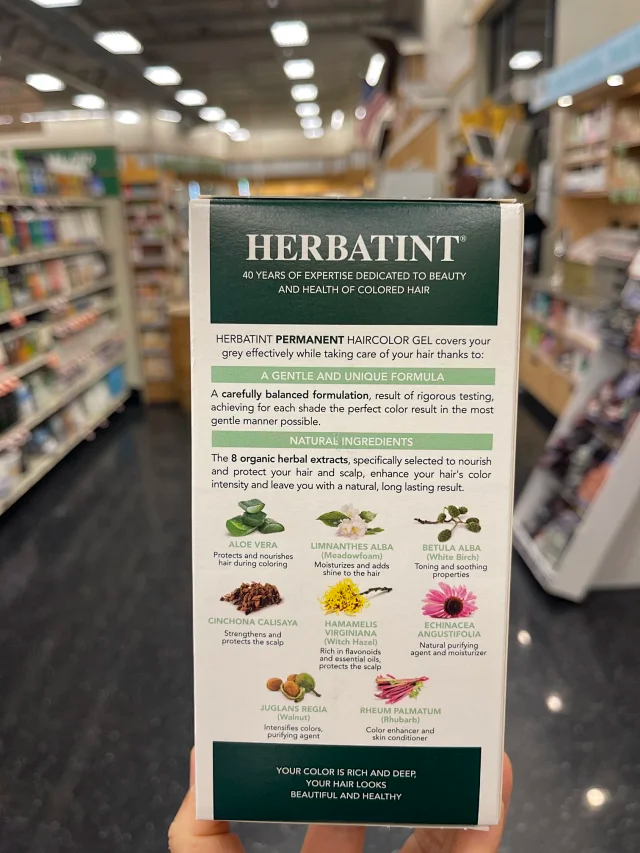 HERBATINT®
40 YEARS OF EXPERTISE DEDICATED TO BEAUTY
AND HEALTH OF COLORED HAIR
HERBATINT PERMANENT HAIRCOLOR GEL covers your
grey effectively while taking care of your hair thanks to:
A GENTLE AND UNIQUE FORMULA
A carefully balanced formulation, result of rigorous testing,
achieving for each shade the perfect color result in the most
gentle manner possible.
NATURAL INGREDIENTS
The 8 organic herbal extracts, specifically selected to nourish
and protect your hair and scalp, enhance your hair's color
intensity and leave you with a natural, long lasting result.
ALOE VERA
Protects and nourishes
hair during coloring
LIMNANTHES ALBA
(Meadowfoam)
Moisturizes and adds
shine to the hair
BETULA ALBA
(White Birch)
Toning and soothing
properties
CINCHONA CALISAYA
Strengthens and
protects the scalp
HAMAMELIS
VIRGINIANA
(Witch Hazel)
Rich in flavonoids
and essential oils,
protects the scalp
ECHINACEA
ANGUSTIFOLIA
Natural purifying
agent and moisturizer
JUGLANS REGIA
(Walnut)
Intensifies colors,
purifying agent
RHEUM PALMATUM
(Rhubarb)
Color enhancer and
skin conditioner
YOUR COLOR IS RICH AND DEEP,
YOUR HAIR LOOKS
BEAUTIFUL AND HEALTHY